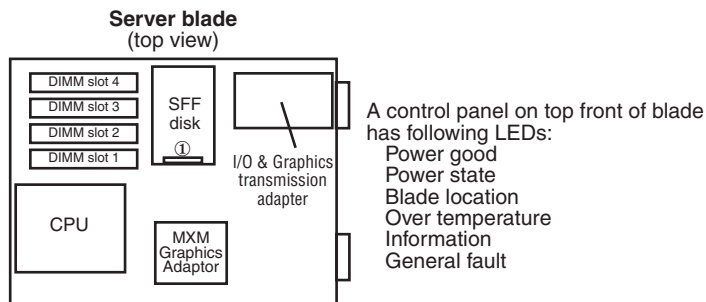 Server blade
(top view)
DIMM slot 4
DIMM slot 3
DIMM slot 2
DIMM slot 1
SFF
disk
①
I/O & Graphics
transmission
adapter
CPU
MXM
Graphics
Adaptor
A control panel on top front of blade
has following LEDs:
Power good
Power state
Blade location
Over temperature
Information
General fault